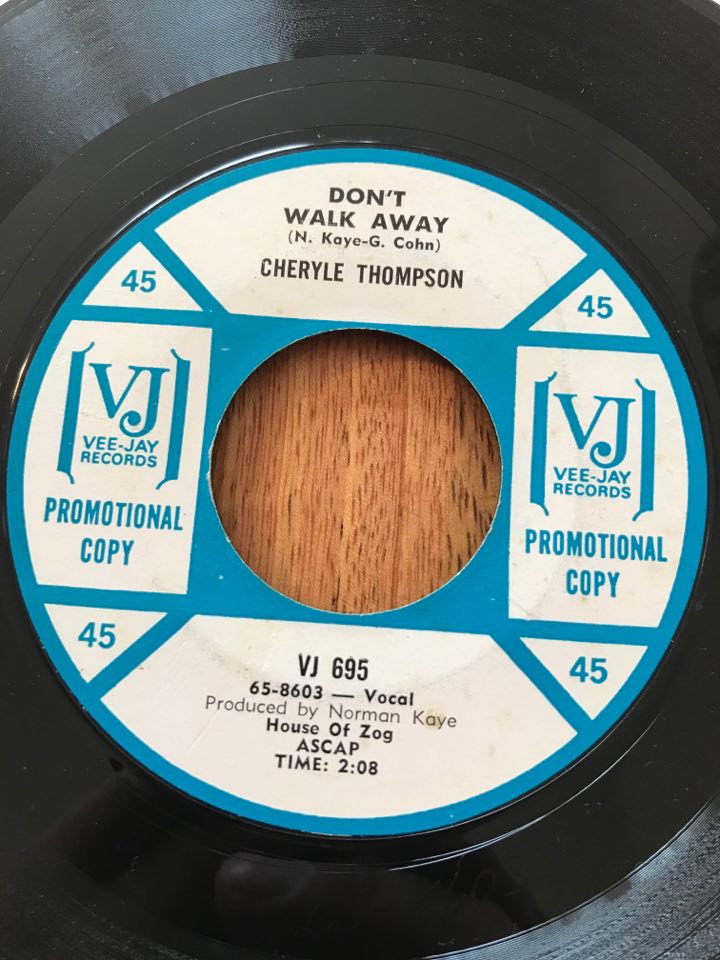 DON'T
WALK AWAY
(N. Kaye-G. Cohn)
CHERYLE THOMPSON
45
45
VJ
VEE-JAY
RECORDS
PROMOTIONAL
COPY
VJ
VEE-JAY
RECORDS
PROMOTIONAL
COPY
45
45
VJ 695
65-8603 — Vocal
Produced by Norman Kaye
House Of Zog
ASCAP
TIME: 2:08